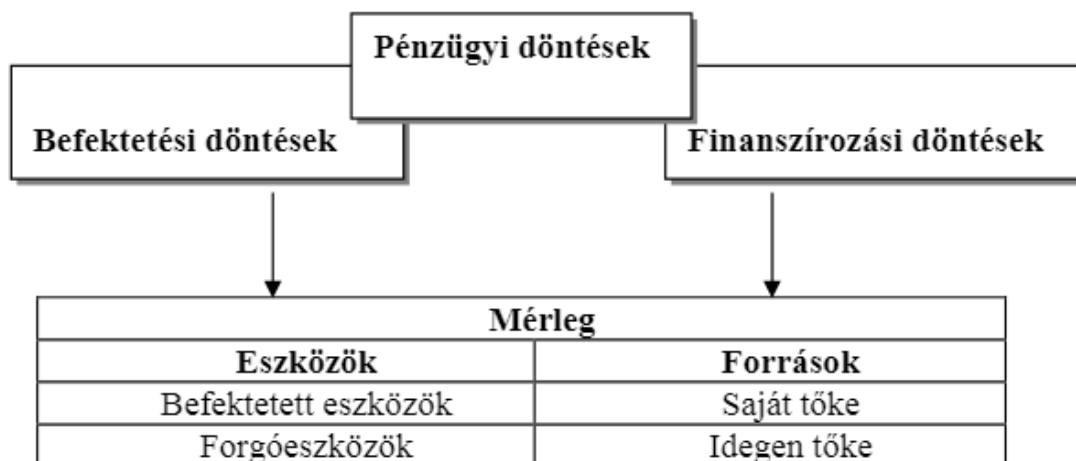 Pénzügyi döntések
Befektetési döntések
Finanszírozási döntések
Mérleg
Eszközök Források
Befektetett eszközök Saját tőke
Forgóeszközök Idegen tőke